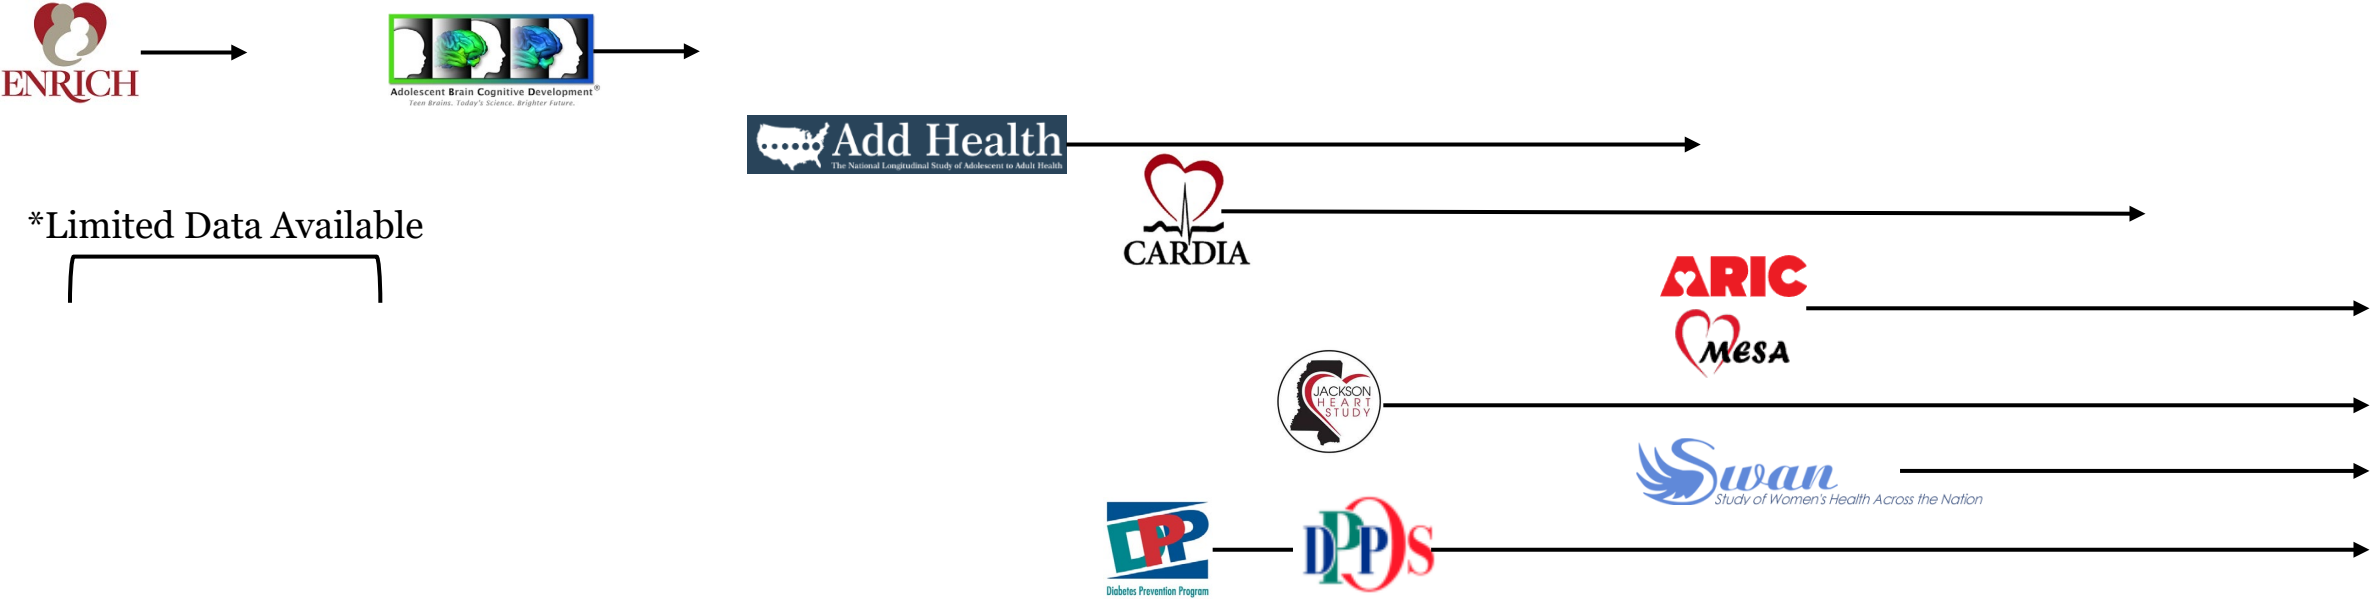 ENRICH
Adolescent Brain Cognitive Development®
Teen Brains. Today's Science. Brighter Future.
Add Health
The National Longitudinal Study of Adolescent to Adult Health
*Limited Data Available
CARDIA
ARIC
MESA
JACKSON
HEART
STUDY
Swan
Study of Women's Health Across the Nation
DPP
Diabetes Prevention Program
DPPOS